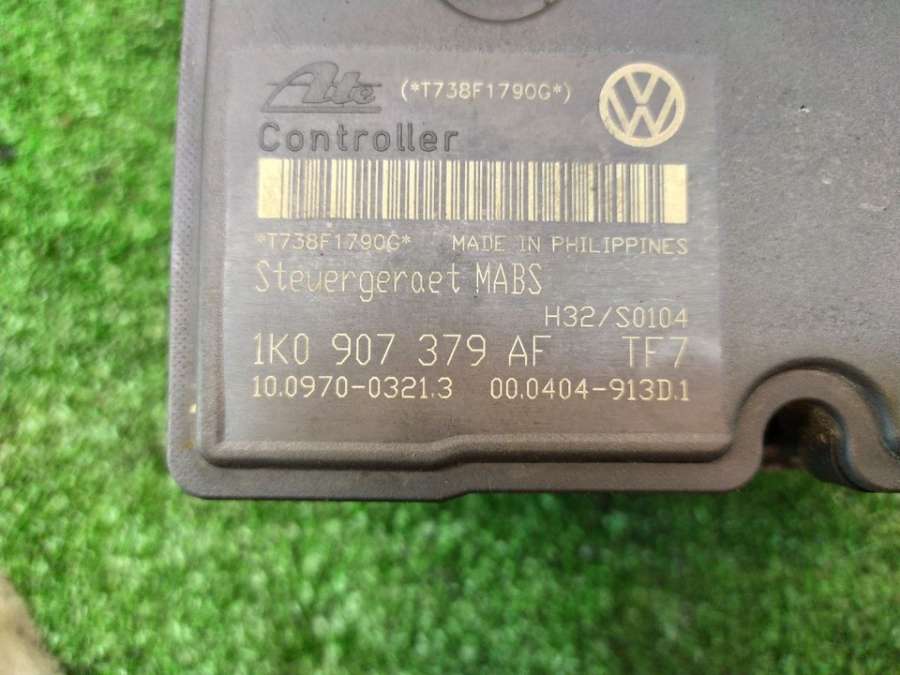 Ate (*T738F1790G*)
Controller
*T738F1790G* MADE IN PHILIPPINES
Steuergeraet MABS
H32/S0104
1K0 907 379 AF TF7
10.0970-0321.3 00.0404-913D.1